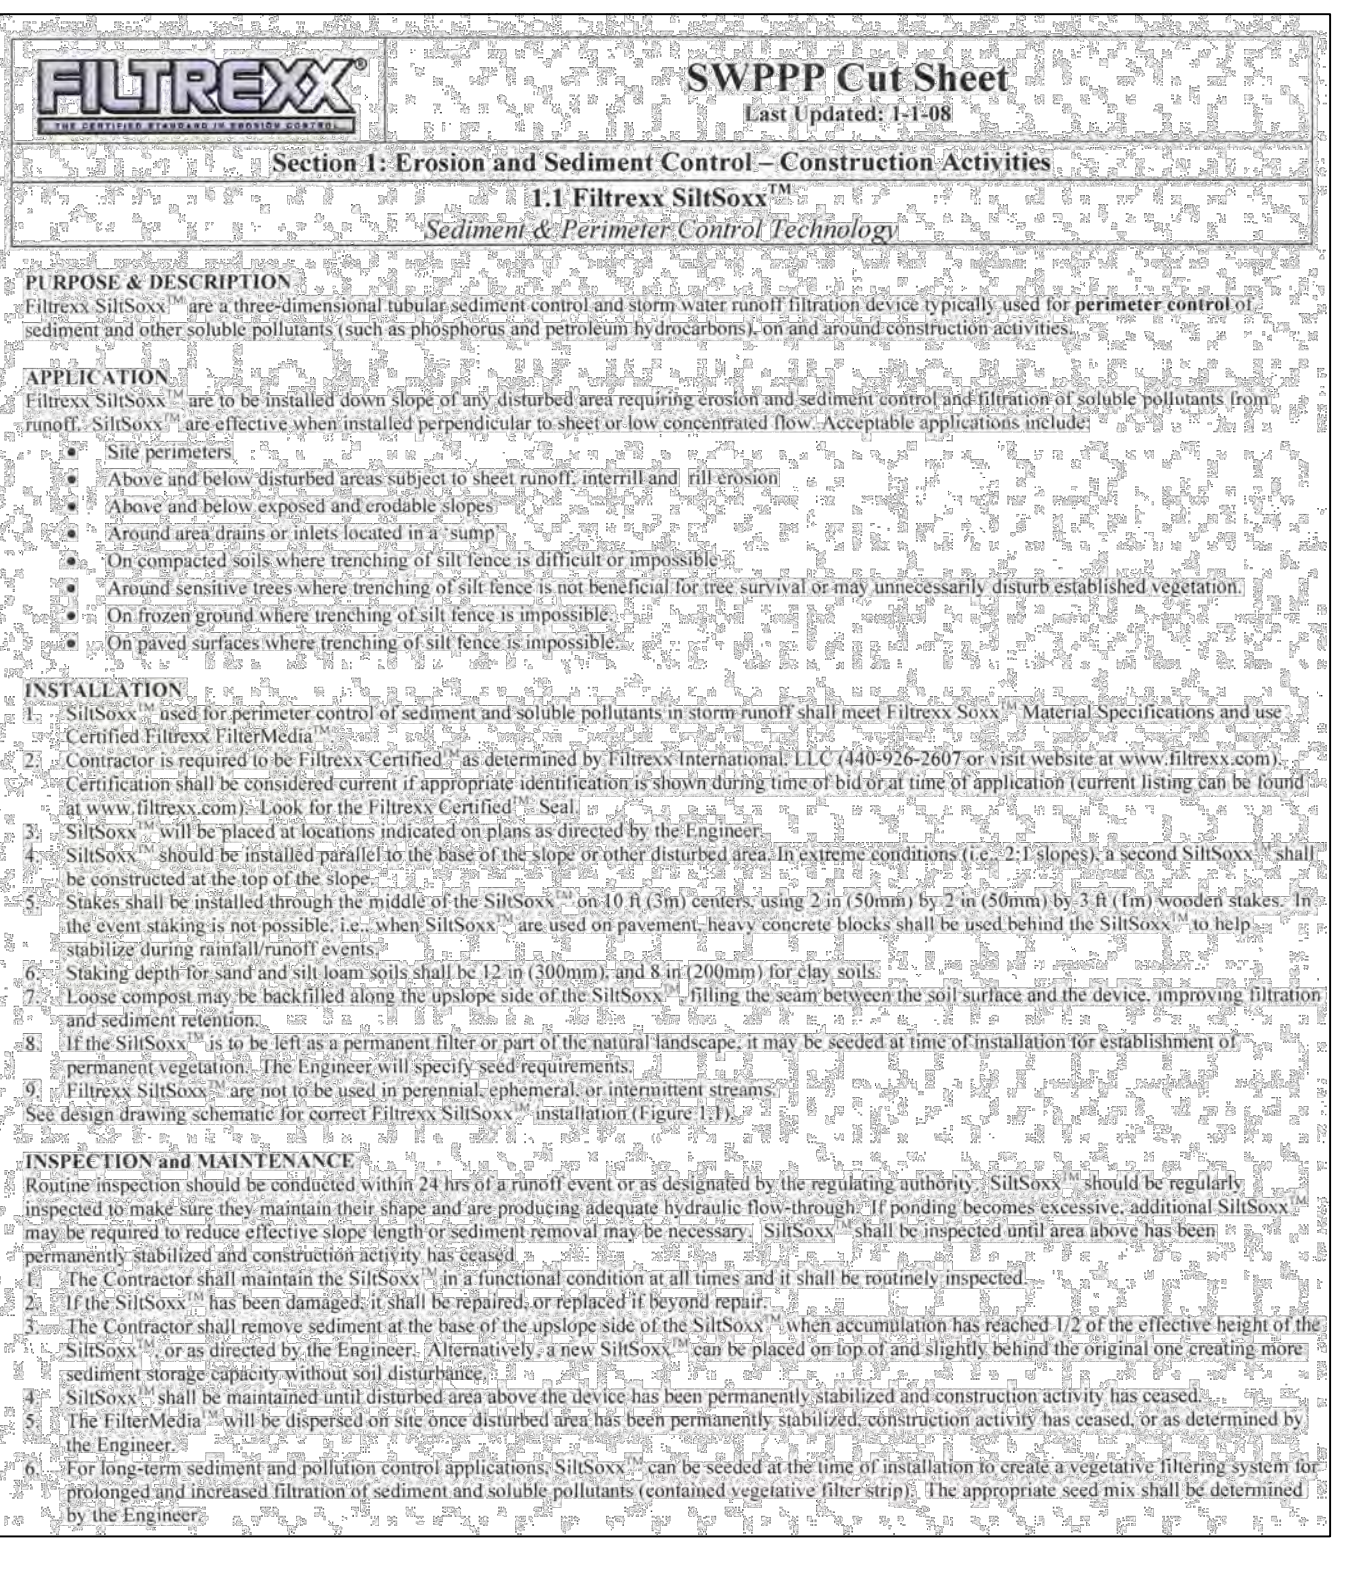 FILTREXX®
THE CERTIFIED STANDARD IN EROSION CONTROL
SWPPP Cut Sheet
Last Updated: 1-1-08
Section 1: Erosion and Sediment Control – Construction Activities
1.1 Filtrexx SiltSoxx™
Sediment & Perimeter Control Technology
PURPOSE & DESCRIPTION
Filtrexx SiltSoxx™ are a three-dimensional tubular sediment control and storm water runoff filtration device typically used for perimeter control of
sediment and other soluble pollutants (such as phosphorus and petroleum hydrocarbons), on and around construction activities.
APPLICATION
Filtrexx SiltSoxx™ are to be installed down slope of any disturbed area requiring erosion and sediment control and filtration of soluble pollutants from
runoff. SiltSoxx™ are effective when installed perpendicular to sheet or low concentrated flow. Acceptable applications include:
• Site perimeters
• Above and below disturbed areas subject to sheet runoff, interrill and rill erosion
• Above and below exposed and erodable slopes
• Around area drains or inlets located in a 'sump'
• On compacted soils where trenching of silt fence is difficult or impossible
• Around sensitive trees where trenching of silt fence is not beneficial for tree survival or may unnecessarily disturb established vegetation.
• On frozen ground where trenching of silt fence is impossible.
• On paved surfaces where trenching of silt fence is impossible.
INSTALLATION
1. SiltSoxx™ used for perimeter control of sediment and soluble pollutants in storm runoff shall meet Filtrexx Soxx™ Material Specifications and use
Certified Filtrexx FilterMedia™
2. Contractor is required to be Filtrexx Certified™ as determined by Filtrexx International, LLC (440-926-2607 or visit website at www.filtrexx.com).
Certification shall be considered current if appropriate identification is shown during time of bid or at time of application (current listing can be found
at www.filtrexx.com). Look for the Filtrexx Certified™ Seal.
3. SiltSoxx™ will be placed at locations indicated on plans as directed by the Engineer.
4. SiltSoxx™ should be installed parallel to the base of the slope or other disturbed area. In extreme conditions (i.e., 2:1 slopes), a second SiltSoxx™ shall
be constructed at the top of the slope.
5. Stakes shall be installed through the middle of the SiltSoxx™ on 10 ft (3m) centers, using 2 in (50mm) by 2 in (50mm) by 3 ft (1m) wooden stakes. In
the event staking is not possible, i.e., when SiltSoxx™ are used on pavement, heavy concrete blocks shall be used behind the SiltSoxx™ to help
stabilize during rainfall/runoff events.
6. Staking depth for sand and silt loam soils shall be 12 in (300mm), and 8 in (200mm) for clay soils.
7. Loose compost may be backfilled along the upslope side of the SiltSoxx™, filling the seam between the soil surface and the device, improving filtration
and sediment retention.
8. If the SiltSoxx™ is to be left as a permanent filter or part of the natural landscape, it may be seeded at time of installation for establishment of
permanent vegetation. The Engineer will specify seed requirements.
9. Filtrexx SiltSoxx™ are not to be used in perennial, ephemeral, or intermittent streams.
See design drawing schematic for correct Filtrexx SiltSoxx™ installation (Figure 1.1).
INSPECTION and MAINTENANCE
Routine inspection should be conducted within 24 hrs of a runoff event or as designated by the regulating authority. SiltSoxx™ should be regularly
inspected to make sure they maintain their shape and are producing adequate hydraulic flow-through. If ponding becomes excessive, additional SiltSoxx™
may be required to reduce effective slope length or sediment removal may be necessary. SiltSoxx™ shall be inspected until area above has been
permanently stabilized and construction activity has ceased
1. The Contractor shall maintain the SiltSoxx™ in a functional condition at all times and it shall be routinely inspected.
2. If the SiltSoxx™ has been damaged, it shall be repaired, or replaced if beyond repair.
3. The Contractor shall remove sediment at the base of the upslope side of the SiltSoxx™ when accumulation has reached 1/2 of the effective height of the
SiltSoxx™, or as directed by the Engineer. Alternatively, a new SiltSoxx™ can be placed on top of and slightly behind the original one creating more
sediment storage capacity without soil disturbance.
4. SiltSoxx™ shall be maintained until disturbed area above the device has been permanently stabilized and construction activity has ceased.
5. The FilterMedia™ will be dispersed on site once disturbed area has been permanently stabilized, construction activity has ceased, or as determined by
the Engineer.
6. For long-term sediment and pollution control applications, SiltSoxx™ can be seeded at the time of installation to create a vegetative filtering system for
prolonged and increased filtration of sediment and soluble pollutants (contained vegetative filter strip). The appropriate seed mix shall be determined
by the Engineer.